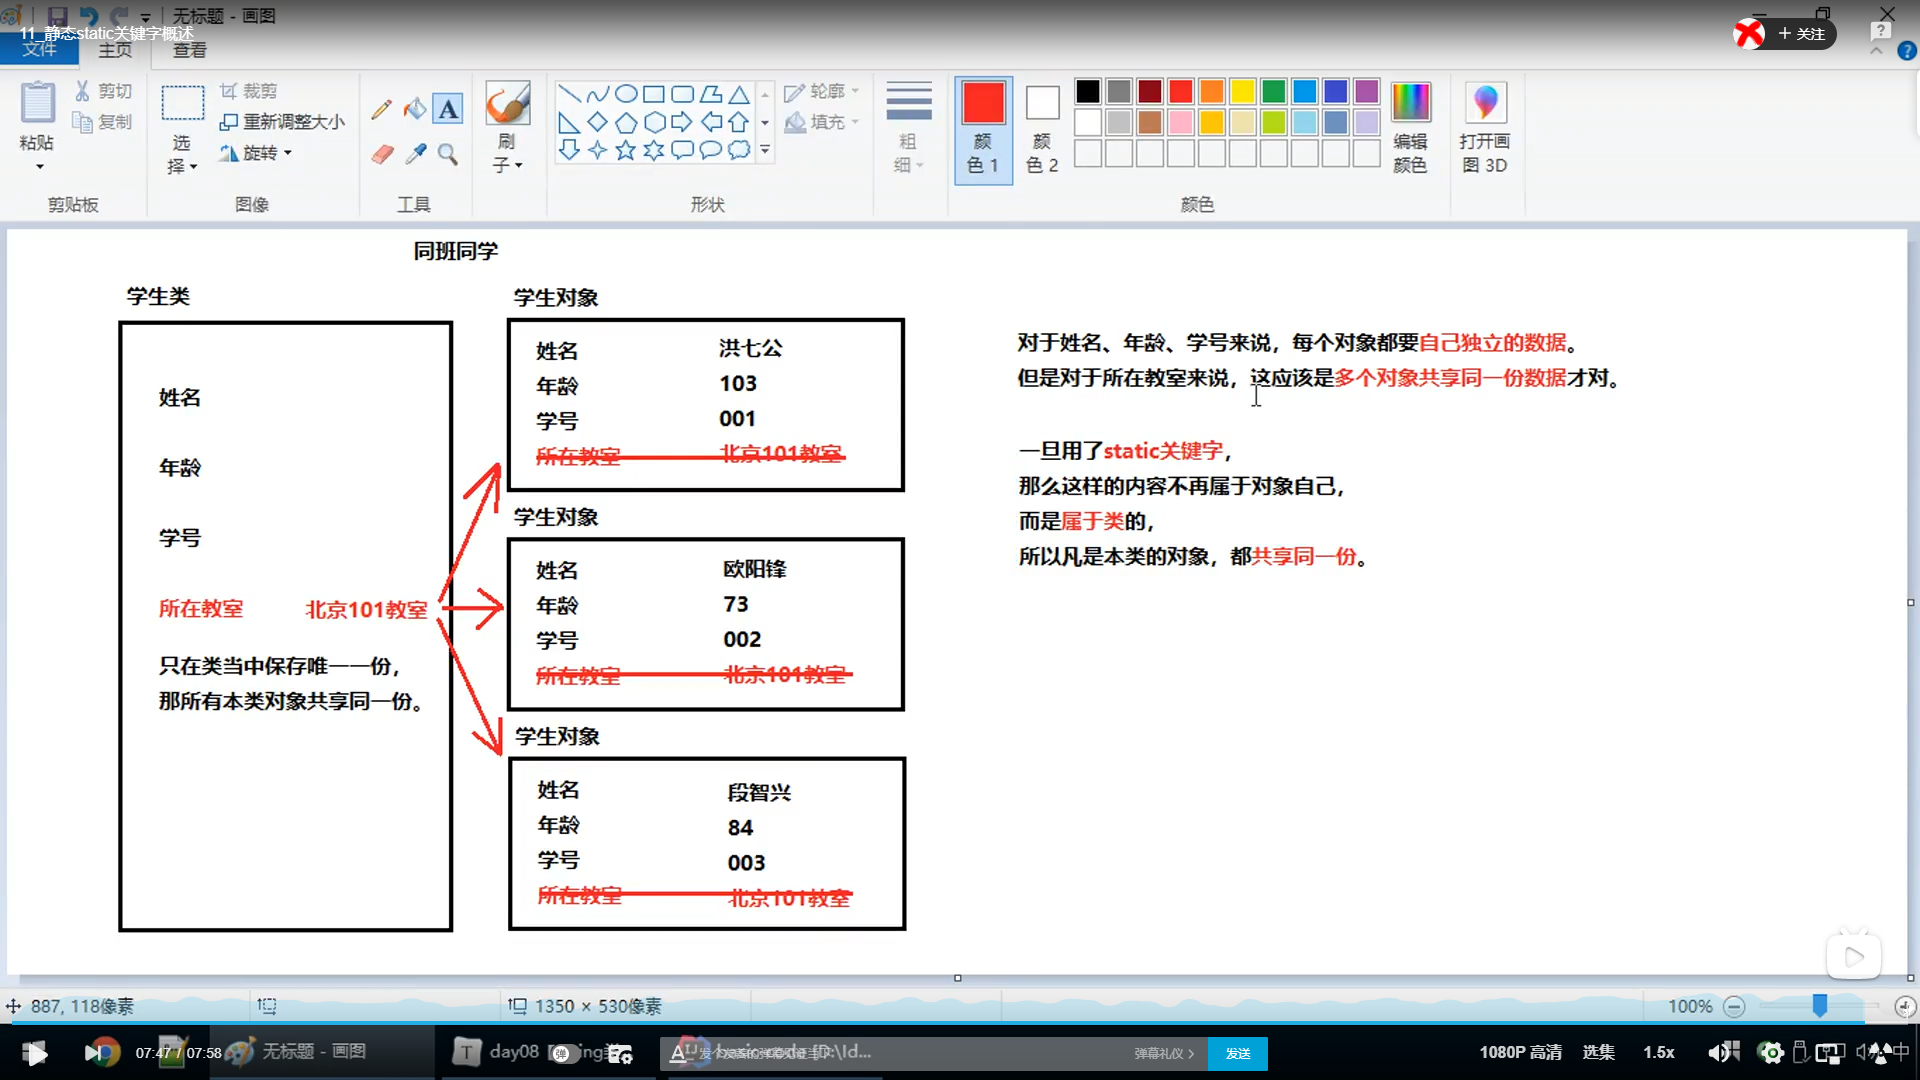 无标题 - 画图
11_静态static关键字概述
+ 关注
文件 主页 查看
粘贴
剪切
复制
剪贴板
选择
裁剪
重新调整大小
旋转
图像
A
工具
刷子
形状
轮廓
填充
粗细
颜色 1
颜色 2
颜色
编辑颜色
打开画图 3D
同班同学
学生类
姓名
年龄
学号
所在教室 北京101教室
只在类当中保存唯一一份，
那所有本类对象共享同一份。
学生对象
姓名 洪七公
年龄 103
学号 001
所在教室 北京101教室
学生对象
姓名 欧阳锋
年龄 73
学号 002
所在教室 北京101教室
学生对象
姓名 段智兴
年龄 84
学号 003
所在教室 北京101教室
对于姓名、年龄、学号来说，每个对象都要自己独立的数据。
但是对于所在教室来说，这应该是多个对象共享同一份数据才对。
一旦用了static关键字，
那么这样的内容不再属于对象自己，
而是属于类的，
所以凡是本类的对象，都共享同一份。
887, 118像素
1350 × 530像素
100%
07:47 / 07:58
无标题 - 画图
day08
弹幕礼仪 >
发送
1080P 高清
选集
1.5x
中